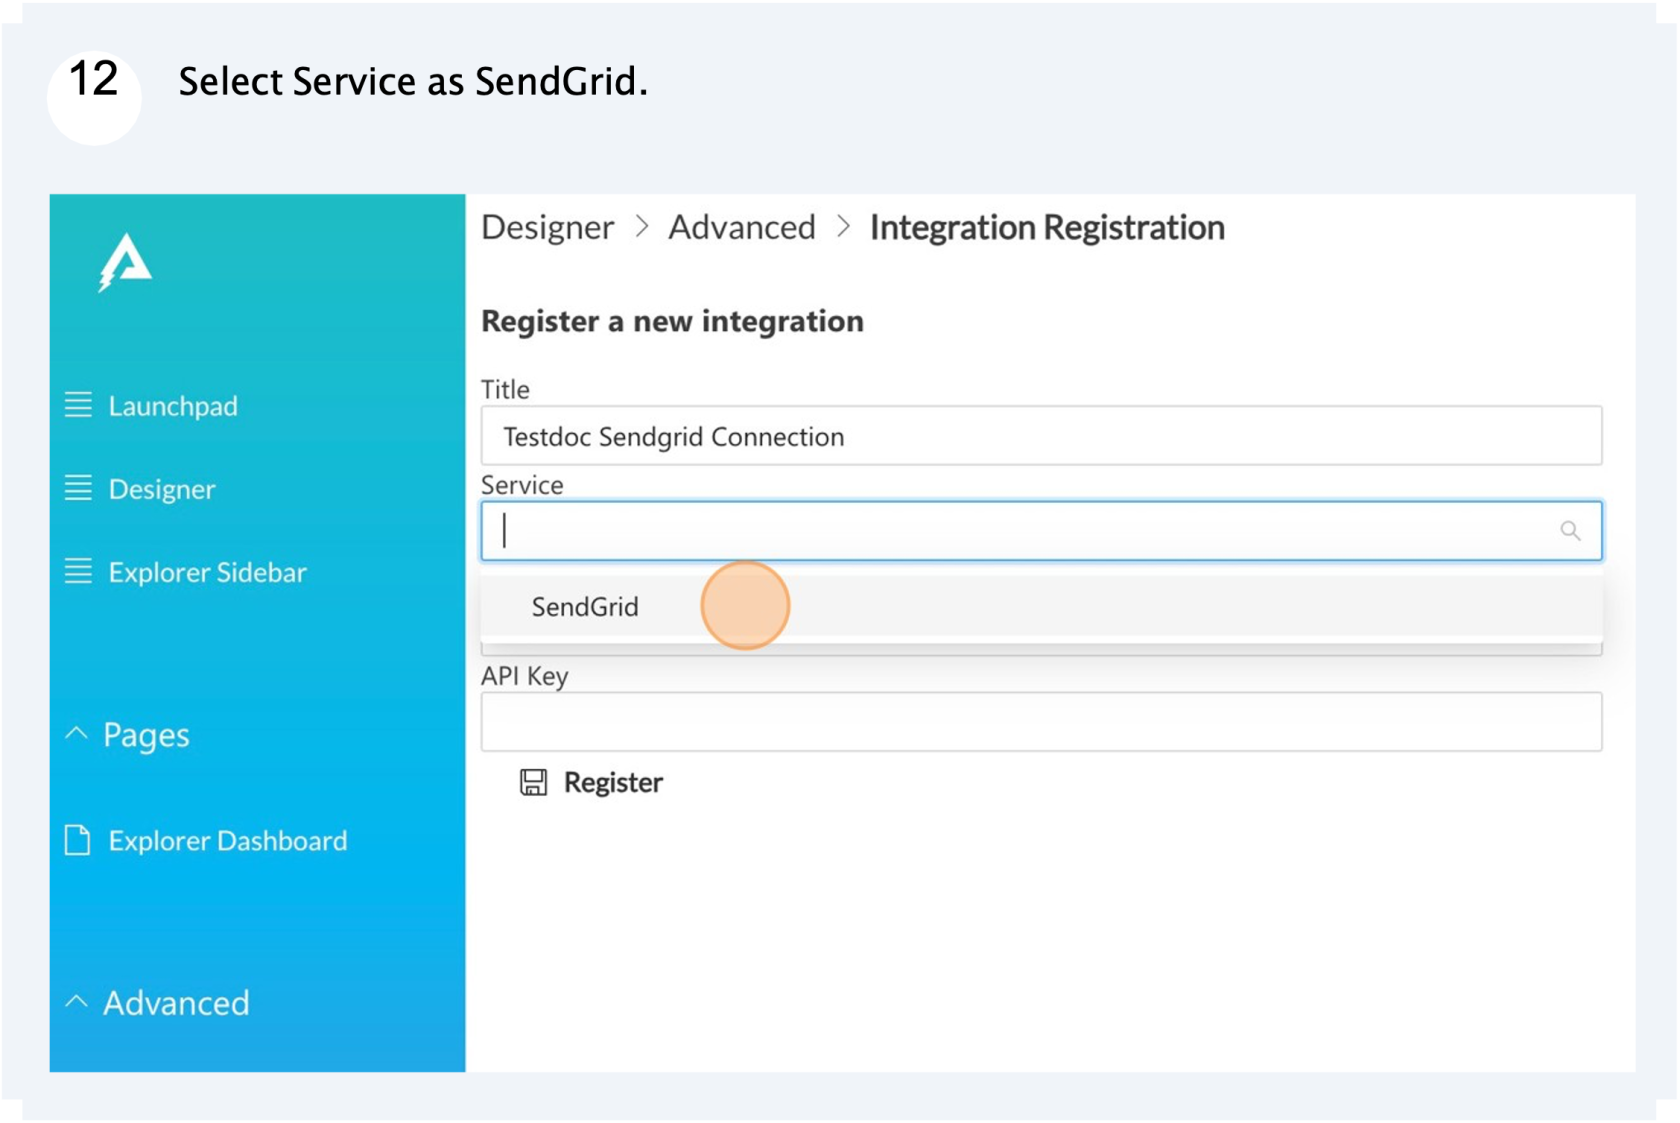 12
Select Service as SendGrid.
Designer > Advanced > Integration Registration
Register a new integration
Title
Testdoc Sendgrid Connection
Service
SendGrid
API Key
Register
Launchpad
Designer
Explorer Sidebar
Pages
Explorer Dashboard
Advanced